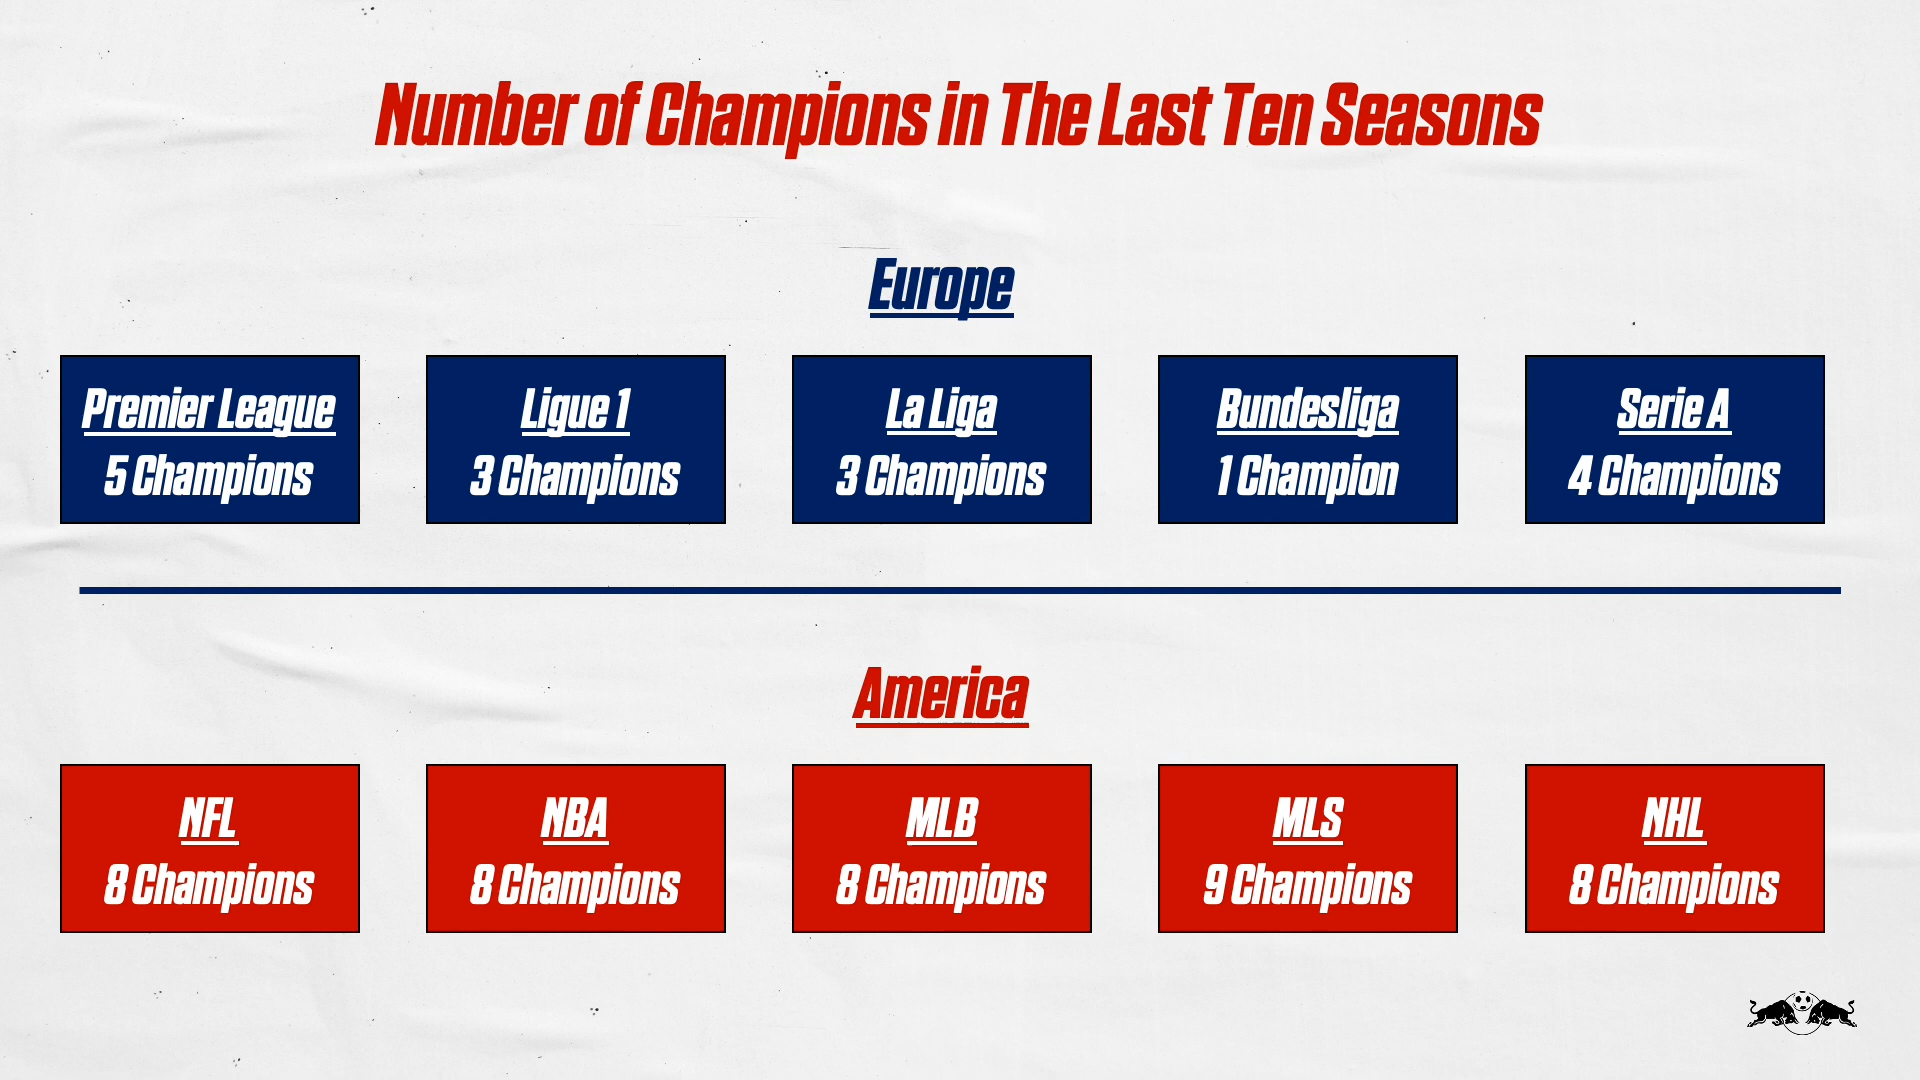 Number of Champions in The Last Ten Seasons
Europe
Premier League
5 Champions
Ligue 1
3 Champions
La Liga
3 Champions
Bundesliga
1 Champion
Serie A
4 Champions
America
NFL
8 Champions
NBA
8 Champions
MLB
8 Champions
MLS
9 Champions
NHL
8 Champions